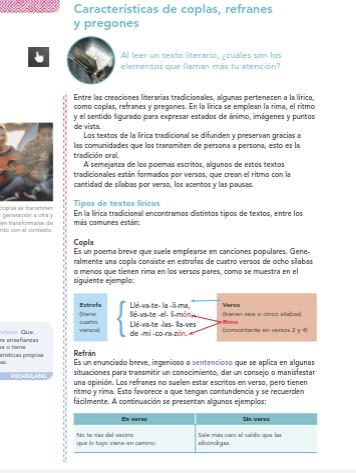 Características de coplas, refranes
y pregones
Al leer un texto literario, ¿cuáles son los
elementos que llaman más tu atención?
Entre las creaciones literarias tradicionales, algunas pertenecen a la lírica,
como coplas, refranes y pregones. En la lírica se emplean la rima, el ritmo
y el sentido figurado para expresar estados de ánimo, imágenes y puntos
de vista.
Los textos de la lírica tradicional se difunden y preservan gracias a
las comunidades que los transmiten de persona a persona, esto es la
tradición oral.
A semejanza de los poemas escritos, algunos de estos textos
tradicionales están formados por versos, que crean el ritmo con la
cantidad de sílabas por verso, los acentos y las pausas.
coplas se transmiten
generación a otra y
den transformarse de
rdo con el contexto.
Tipos de textos líricos
En la lírica tradicional encontramos distintos tipos de textos, entre los
más comunes están:
Copla
Es un poema breve que suele emplearse en canciones populares. Gene-
ralmente una copla consiste en estrofas de cuatro versos de ocho sílabas
o menos que tienen rima en los versos pares, como se muestra en el
siguiente ejemplo:
Estrofa
(tiene
cuatro
versos)
Llé-va-te- la -li-ma,
llé-va-te -el- li-món,
Llé-va-te -las- lla-ves
de -mi -co-ra-zón.
Verso
(tienen seis o cinco sílabas)
Rima
(consonante en versos 2 y 4)
Que
enseñanzas
o tiene
erísticas propias
as.
VOCABULARIO
Refrán
Es un enunciado breve, ingenioso o sentencioso que se aplica en algunas
situaciones para transmitir un conocimiento, dar un consejo o manifestar
una opinión. Los refranes no suelen estar escritos en verso, pero tienen
ritmo y rima. Esto favorece a que tengan contundencia y se recuerden
fácilmente. A continuación se presentan algunos ejemplos:
En verso
Sin verso
No te rías del vecino
que lo tuyo viene en camino.
Sale más caro el caldo que las
albóndigas.